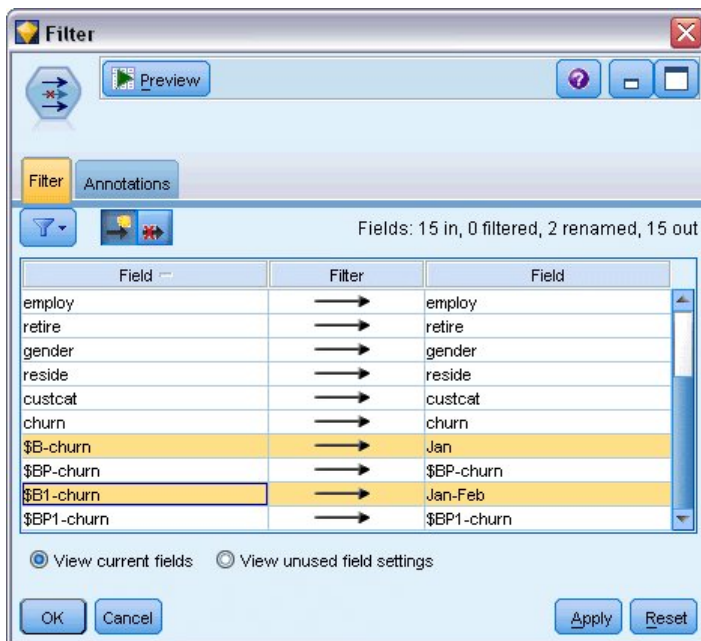 Filter
Preview
Filter Annotations
Fields: 15 in, 0 filtered, 2 renamed, 15 out
Field Filter Field
employ employ
retire retire
gender gender
reside reside
custcat custcat
churn churn
$B-churn Jan
$BP-churn $BP-churn
$B1-churn Jan-Feb
$BP1-churn $BP1-churn
View current fields View unused field settings
OK Cancel Apply Reset